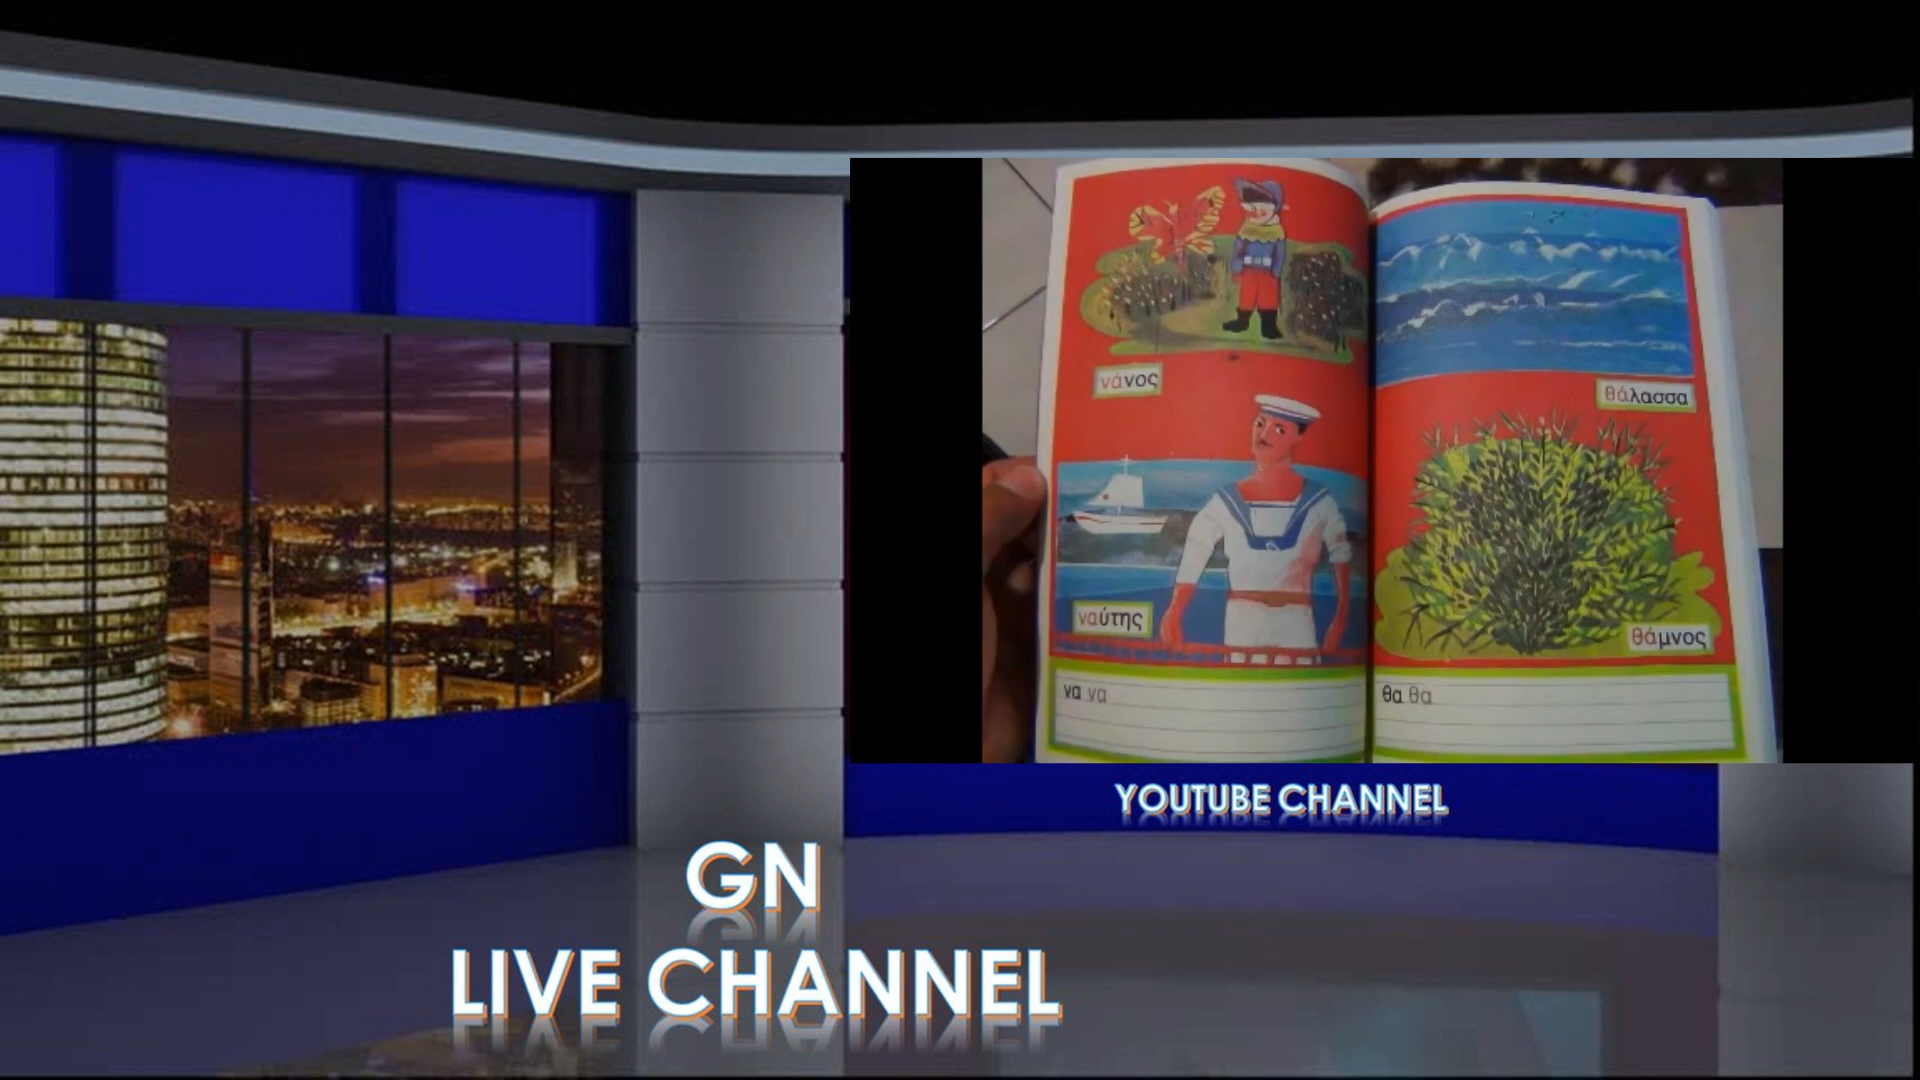 νάνος
ναύτης
να να
θάλασσα
θάμνος
θα θα
YOUTUBE CHANNEL
GN
LIVE CHANNEL